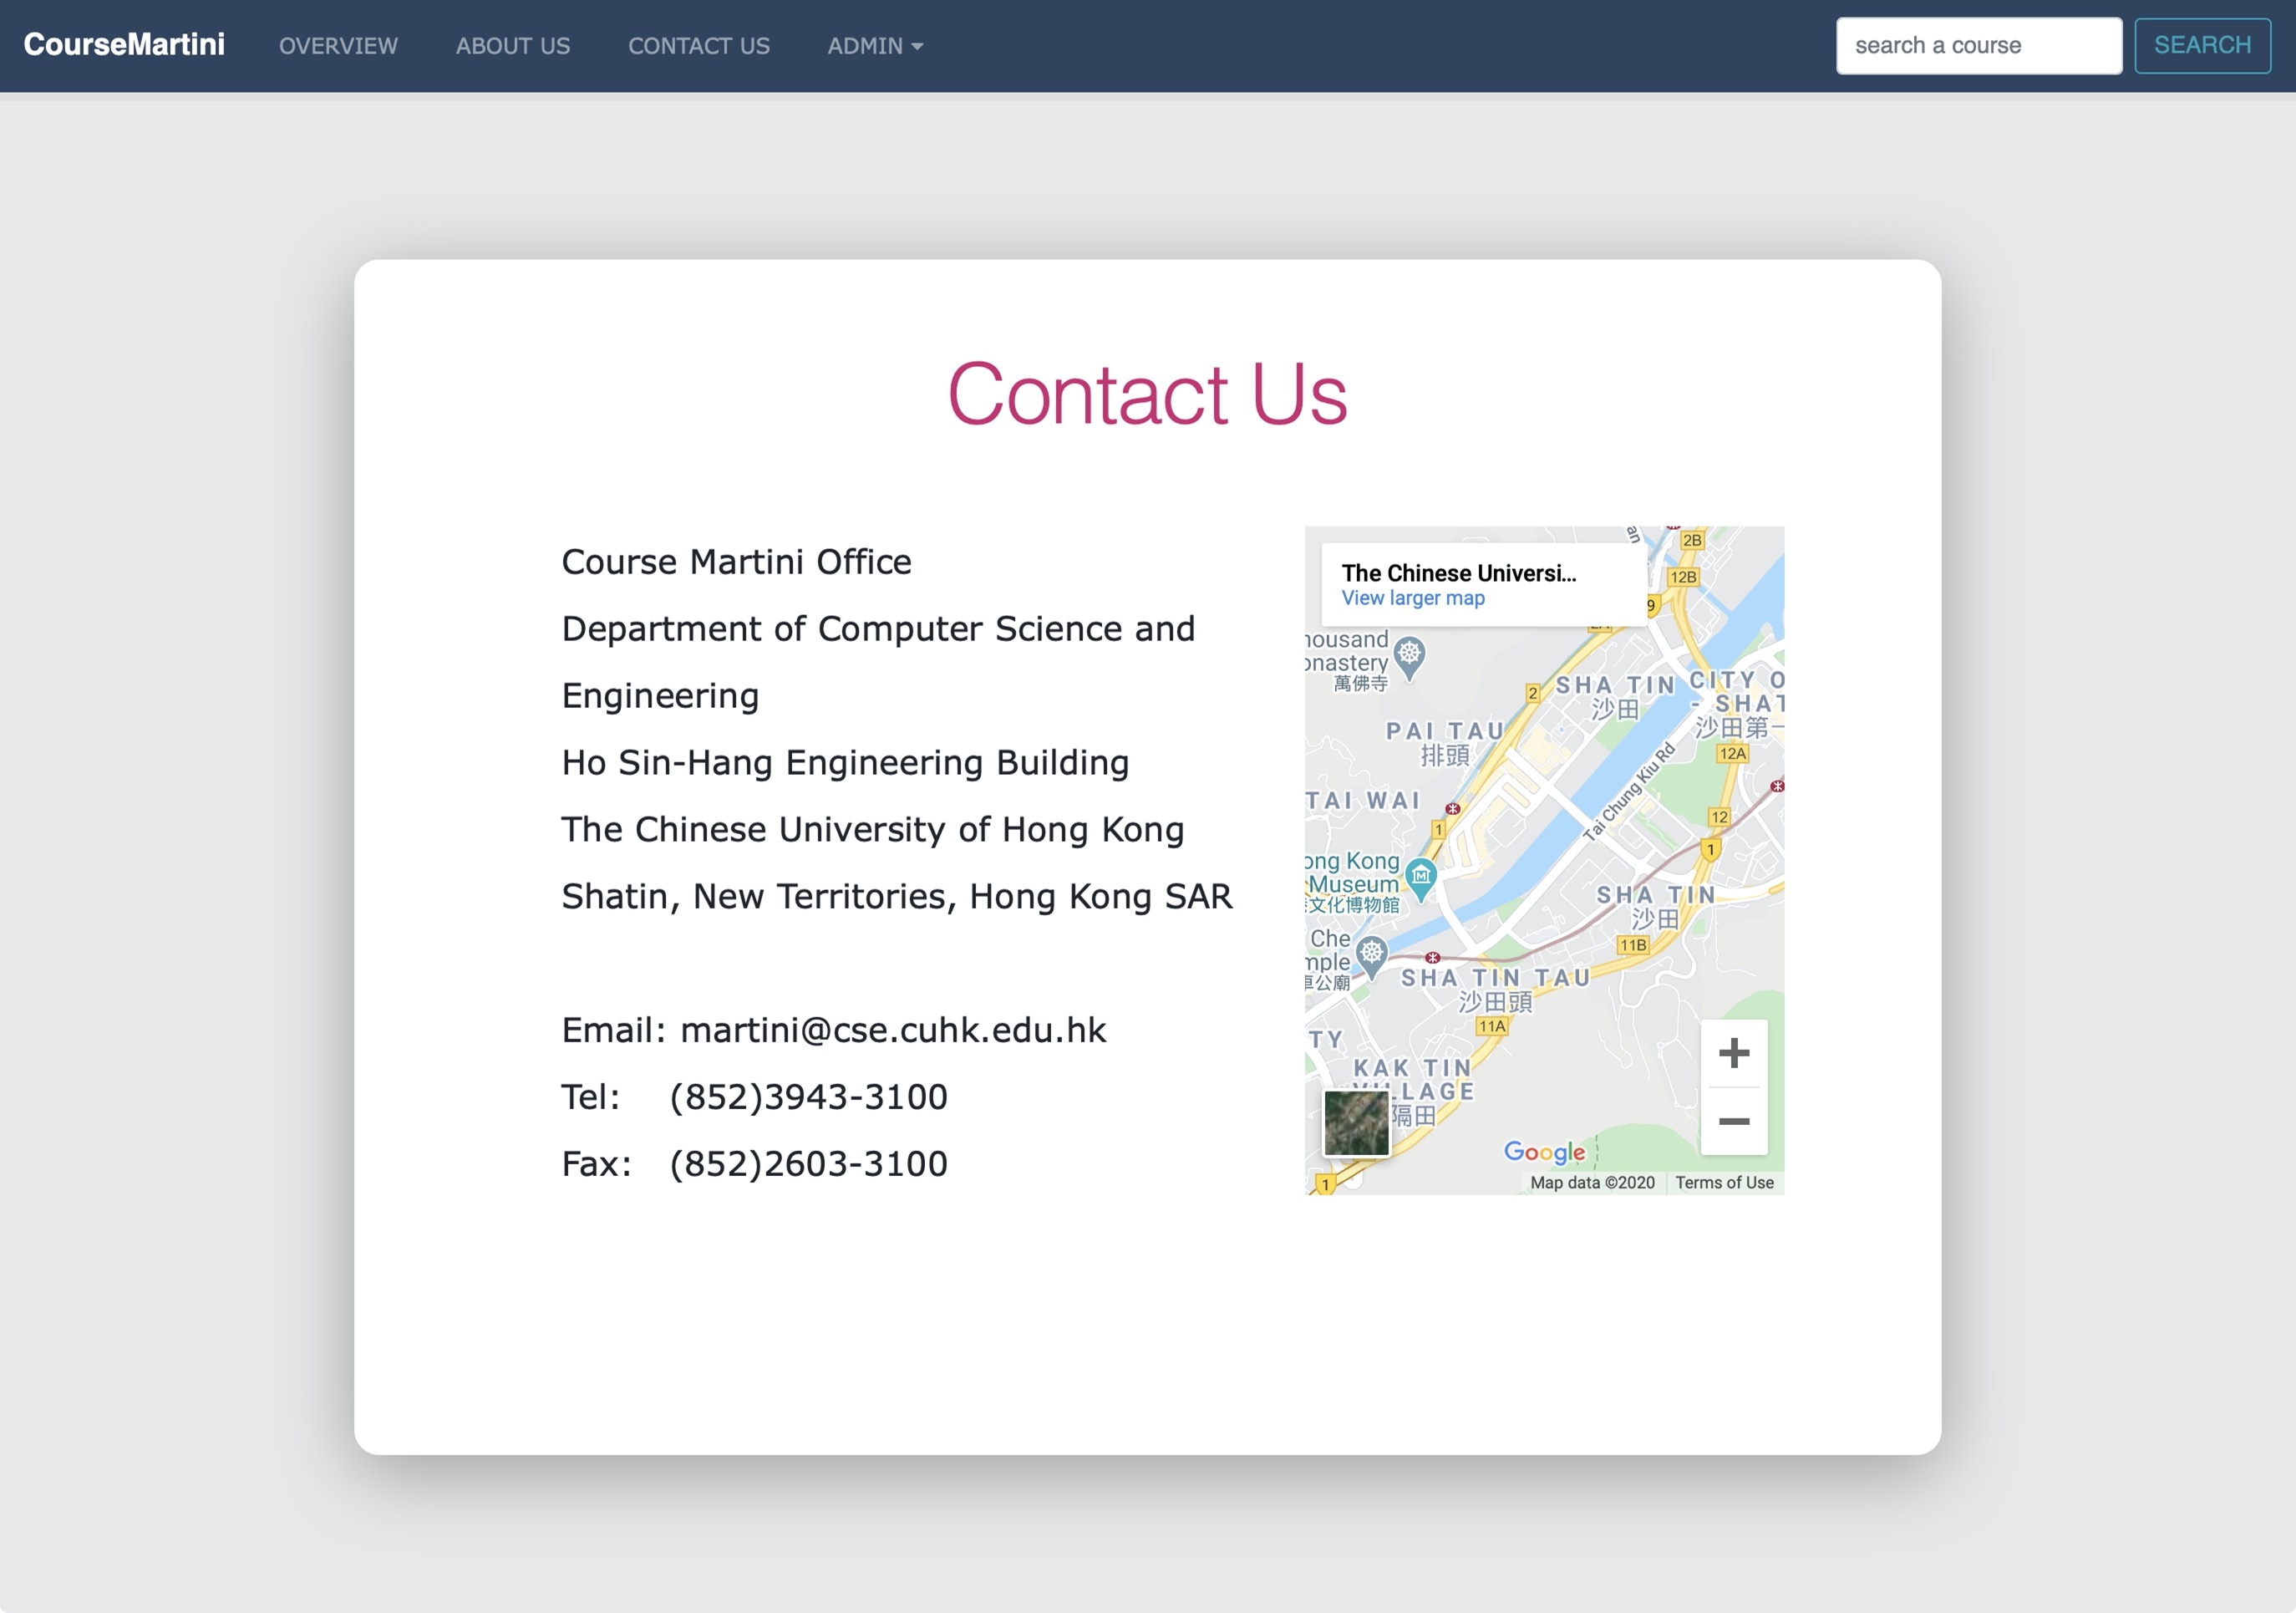 CourseMartini OVERVIEW ABOUT US CONTACT US ADMIN search a course SEARCH
Contact Us
Course Martini Office
Department of Computer Science and
Engineering
Ho Sin-Hang Engineering Building
The Chinese University of Hong Kong
Shatin, New Territories, Hong Kong SAR
Email: martini@cse.cuhk.edu.hk
Tel: (852)3943-3100
Fax: (852)2603-3100
The Chinese Universi...
View larger map
2B
12B
9
2A
housand
onastery
萬佛寺
2
SHA TIN
沙田
CITY O
- SHAT
沙田第一
PAI TAU
排頭
12A
Tai Chung Kiu Rd
TAI WAI
1
12
1
ong Kong
Museum
文化博物館
SHA TIN
沙田
Che
mple
車公廟
11B
SHA TIN TAU
沙田頭
11A
TY
KAK TIN
VILLAGE
隔田
1
Google
Map data ©2020 Terms of Use